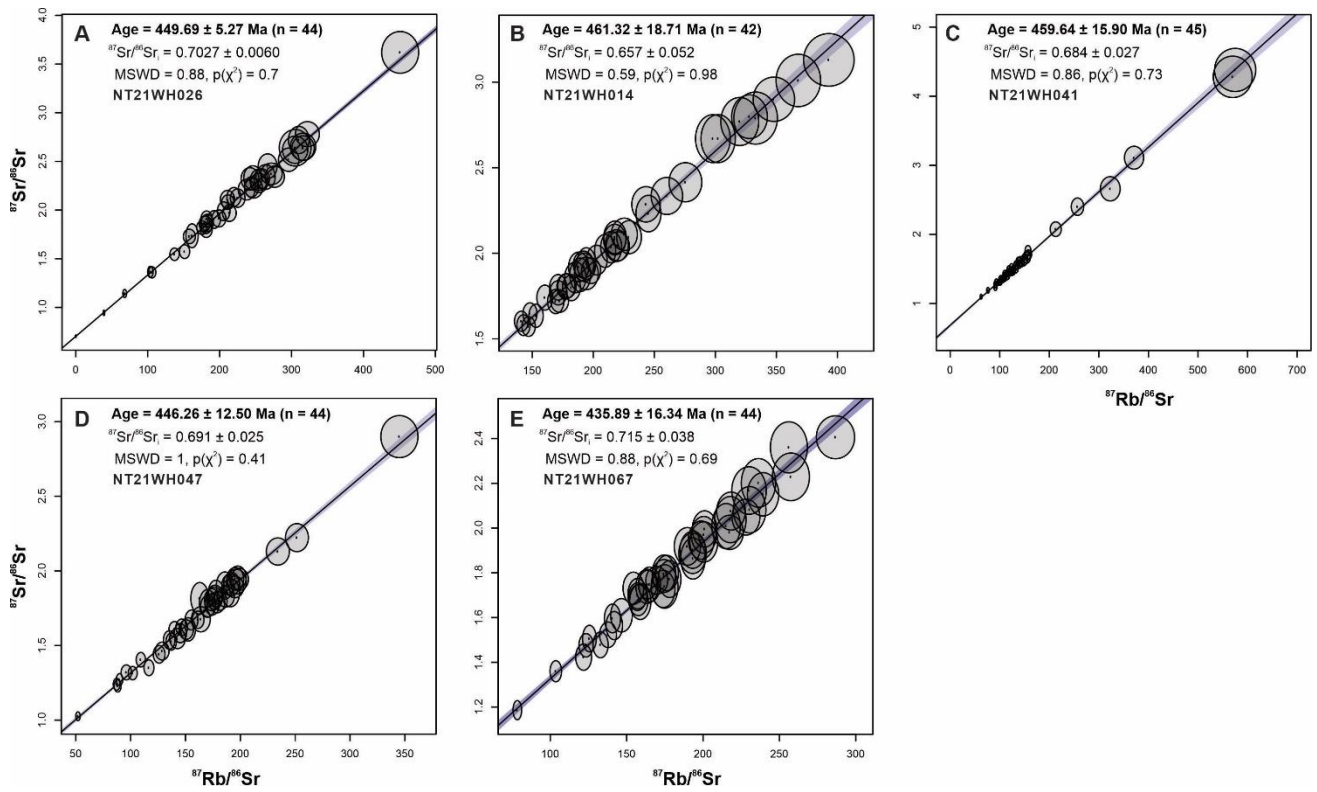 A
Age = 449.69 ± 5.27 Ma (n = 44)
⁸⁷Sr/⁸⁶Srᵢ = 0.7027 ± 0.0060
MSWD = 0.88, p(χ²) = 0.7
NT21WH026
4.0
3.5
3.0
2.5
2.0
1.5
1.0
⁸⁷Sr/⁸⁶Sr
0 100 200 300 400 500
B
Age = 461.32 ± 18.71 Ma (n = 42)
⁸⁷Sr/⁸⁶Srᵢ = 0.657 ± 0.052
MSWD = 0.59, p(χ²) = 0.98
NT21WH014
3.0
2.5
2.0
1.5
150 200 250 300 350 400
C
Age = 459.64 ± 15.90 Ma (n = 45)
⁸⁷Sr/⁸⁶Srᵢ = 0.684 ± 0.027
MSWD = 0.86, p(χ²) = 0.73
NT21WH041
5
4
3
2
1
0 100 200 300 400 500 600 700
⁸⁷Rb/⁸⁶Sr
D
Age = 446.26 ± 12.50 Ma (n = 44)
⁸⁷Sr/⁸⁶Srᵢ = 0.691 ± 0.025
MSWD = 1, p(χ²) = 0.41
NT21WH047
3.0
2.5
2.0
1.5
1.0
⁸⁷Sr/⁸⁶Sr
50 100 150 200 250 300 350
⁸⁷Rb/⁸⁶Sr
E
Age = 435.89 ± 16.34 Ma (n = 44)
⁸⁷Sr/⁸⁶Srᵢ = 0.715 ± 0.038
MSWD = 0.88, p(χ²) = 0.69
NT21WH067
2.4
2.2
2.0
1.8
1.6
1.4
1.2
100 150 200 250 300
⁸⁷Rb/⁸⁶Sr